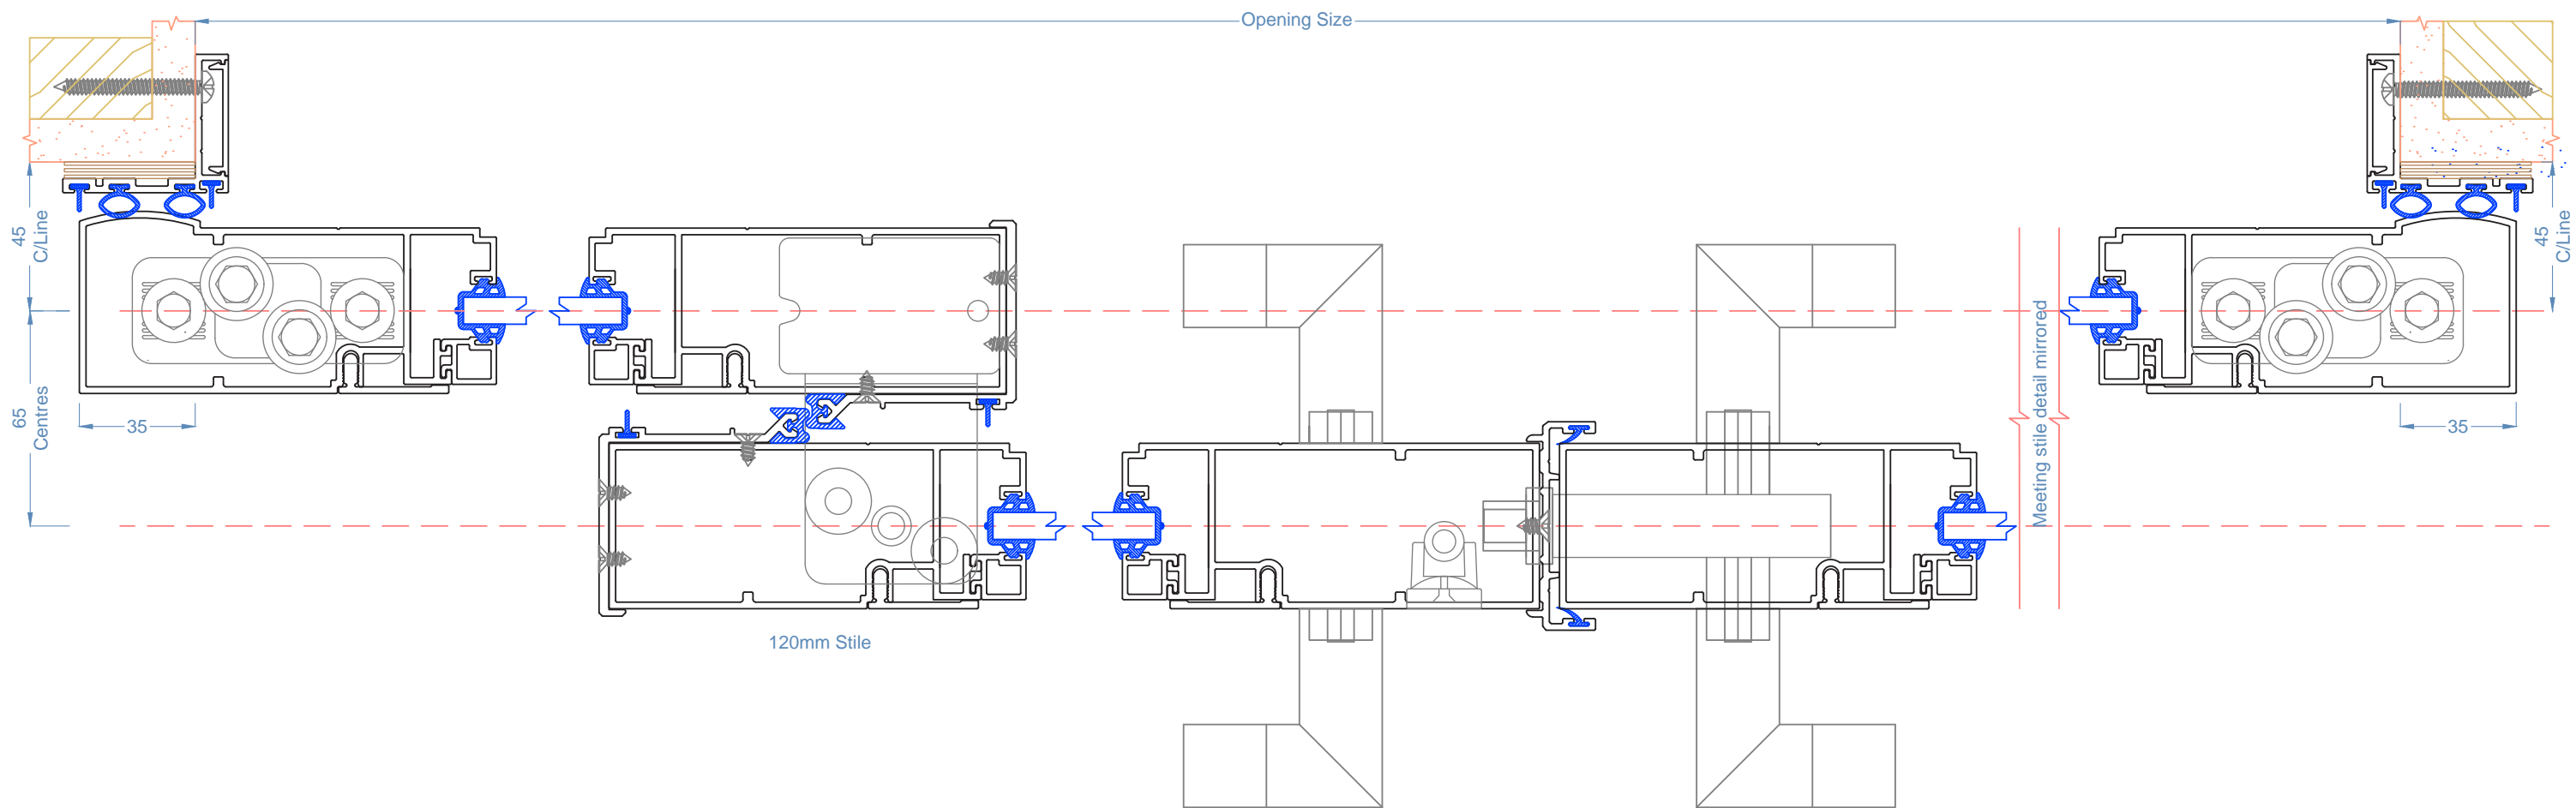 Opening Size
45
C/Line
65
Centres
35
120mm Stile
Meeting stile detail mirrored
45
C/Line
35